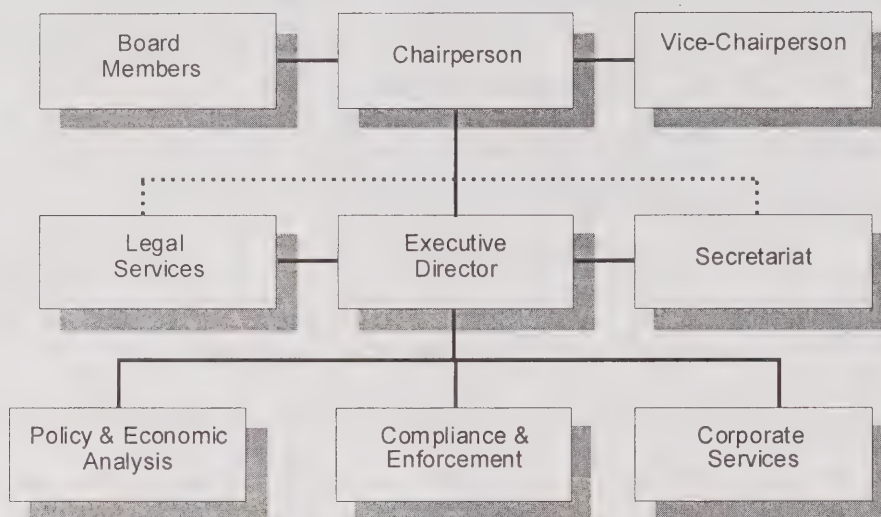 Board
Members
Chairperson
Vice-Chairperson
Legal
Services
Executive
Director
Secretariat
Policy & Economic
Analysis
Compliance &
Enforcement
Corporate
Services